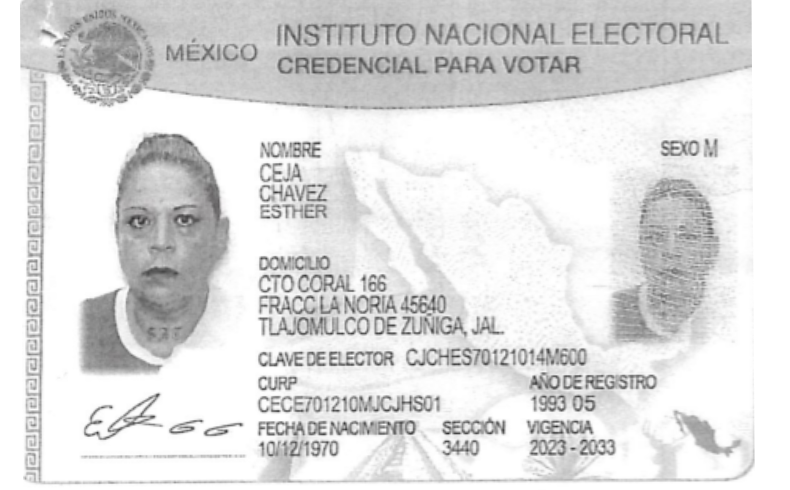 ESTADOS UNIDOS MEXICANOS
MÉXICO
INSTITUTO NACIONAL ELECTORAL
CREDENCIAL PARA VOTAR
NOMBRE
SEXO M
CEJA
CHAVEZ
ESTHER
DOMICILIO
CTO CORAL 166
FRACC LA NORIA 45640
TLAJOMULCO DE ZUÑIGA, JAL.
CLAVE DE ELECTOR CJCHES70121014M600
CURP
CECE701210MJCJHS01
AÑO DE REGISTRO
1993 05
FECHA DE NACIMIENTO
10/12/1970
SECCIÓN
3440
VIGENCIA
2023 - 2033